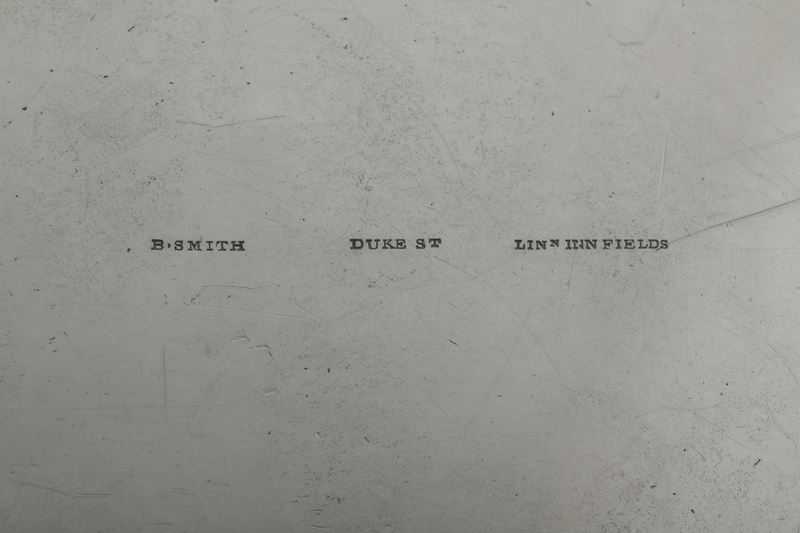 B·SMITH DUKE ST LINN INN FIELDS